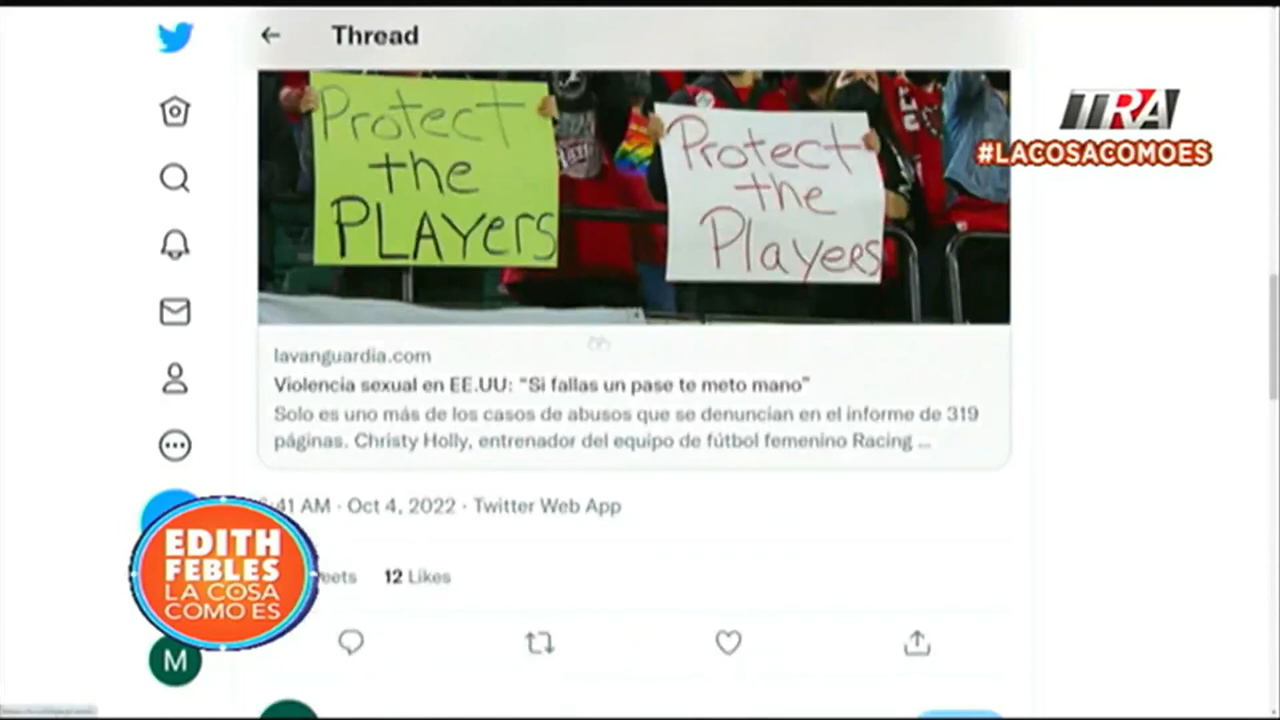 Thread
Protect
the
PLAYERS
Protect
the
Players
TRA
#LACOSACOMOES
lavanguardia.com
Violencia sexual en EE.UU: "Si fallas un pase te meto mano"
Solo es uno más de los casos de abusos que se denuncian en el informe de 319
páginas. Christy Holly, entrenador del equipo de fútbol femenino Racing ...
:41 AM · Oct 4, 2022 · Twitter Web App
12 Likes
EDITH
FEBLES
LA COSA
COMO ES
M